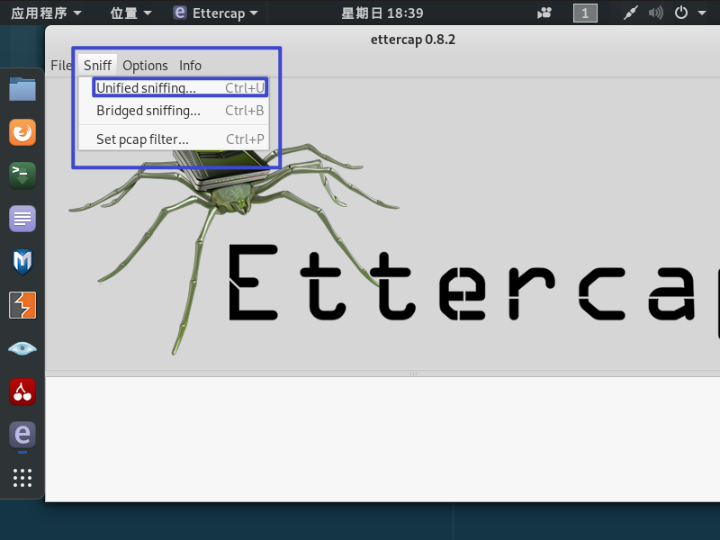 应用程序 位置 Ettercap 星期日 18:39 1
ettercap 0.8.2
File Sniff Options Info
Unified sniffing... Ctrl+U
Bridged sniffing... Ctrl+B
Set pcap filter... Ctrl+P
Ettercap